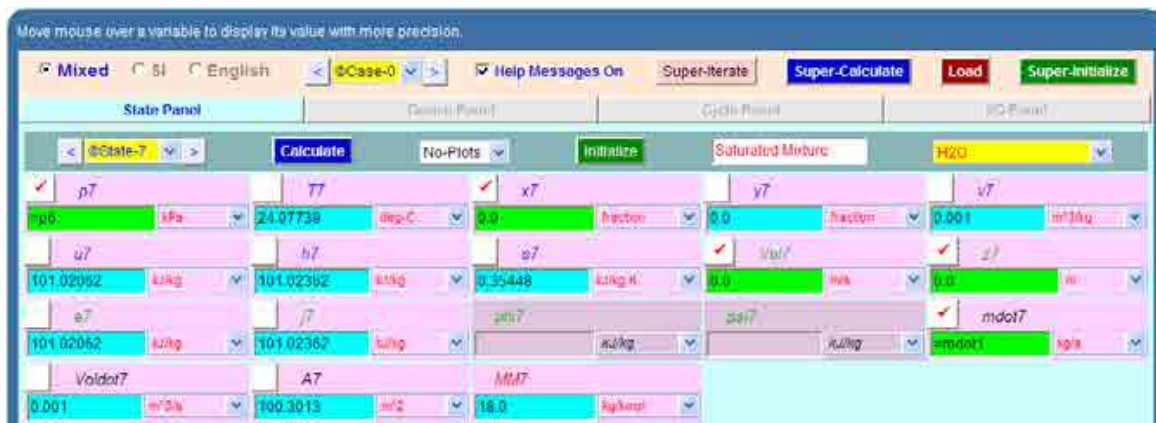 Move mouse over a variable to display its value with more precision.
Mixed SI English < ©Case-0 > Help Messages On Super-Iterate Super-Calculate Load Super-Initialize
State Panel Cycle Panel I/O Panel
< ©State-7 > Calculate No-Plots Initialize Saturated Mixture H2O
p7 T7 x7 y7 v7
=p6 kPa 24.07739 deg-C 0.0 fraction 0.0 fraction 0.001 m^3/kg
u7 h7 s7 Vel7 z7
101.02062 kJ/kg 101.02362 kJ/kg 0.35448 kJ/kg.K 0.0 m/s 0.0 m
e7 j7 phi7 psi7 mdot7
101.02062 kJ/kg 101.02362 kJ/kg kJ/kg kJ/kg =mdot1 kg/s
Voldot7 A7 MM7
0.001 m^3/s 100.3013 m^2 18.0 kg/kmol